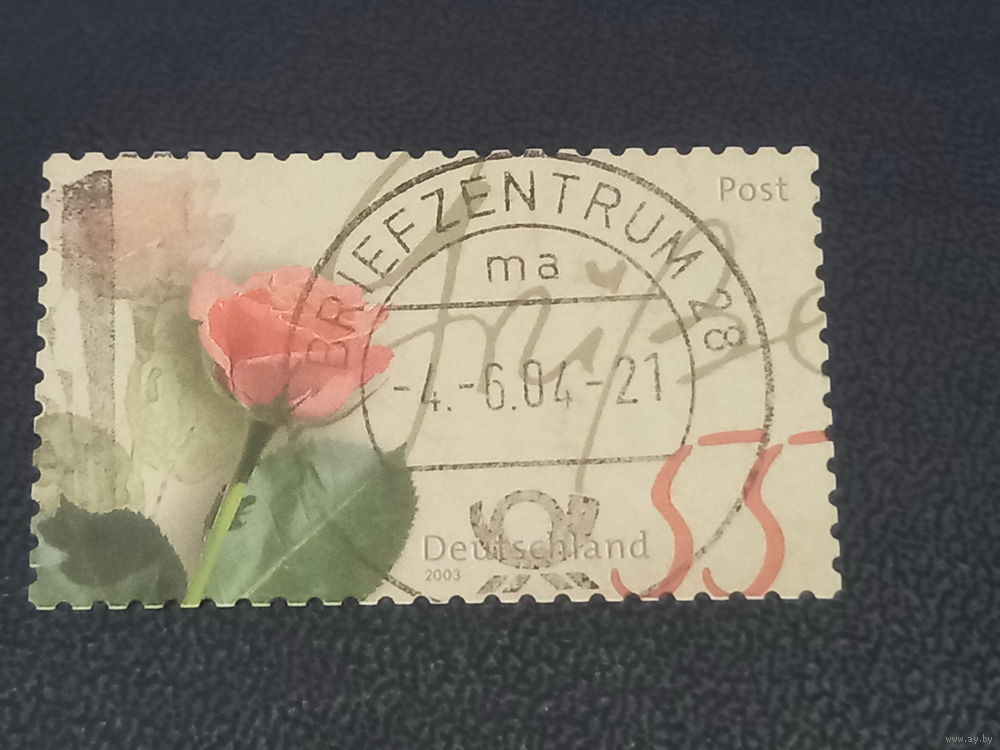 Post
BRIEFZENTRUM 28
ma
-4.-6.04-21
55
Deutschland
2003
www.ay.by